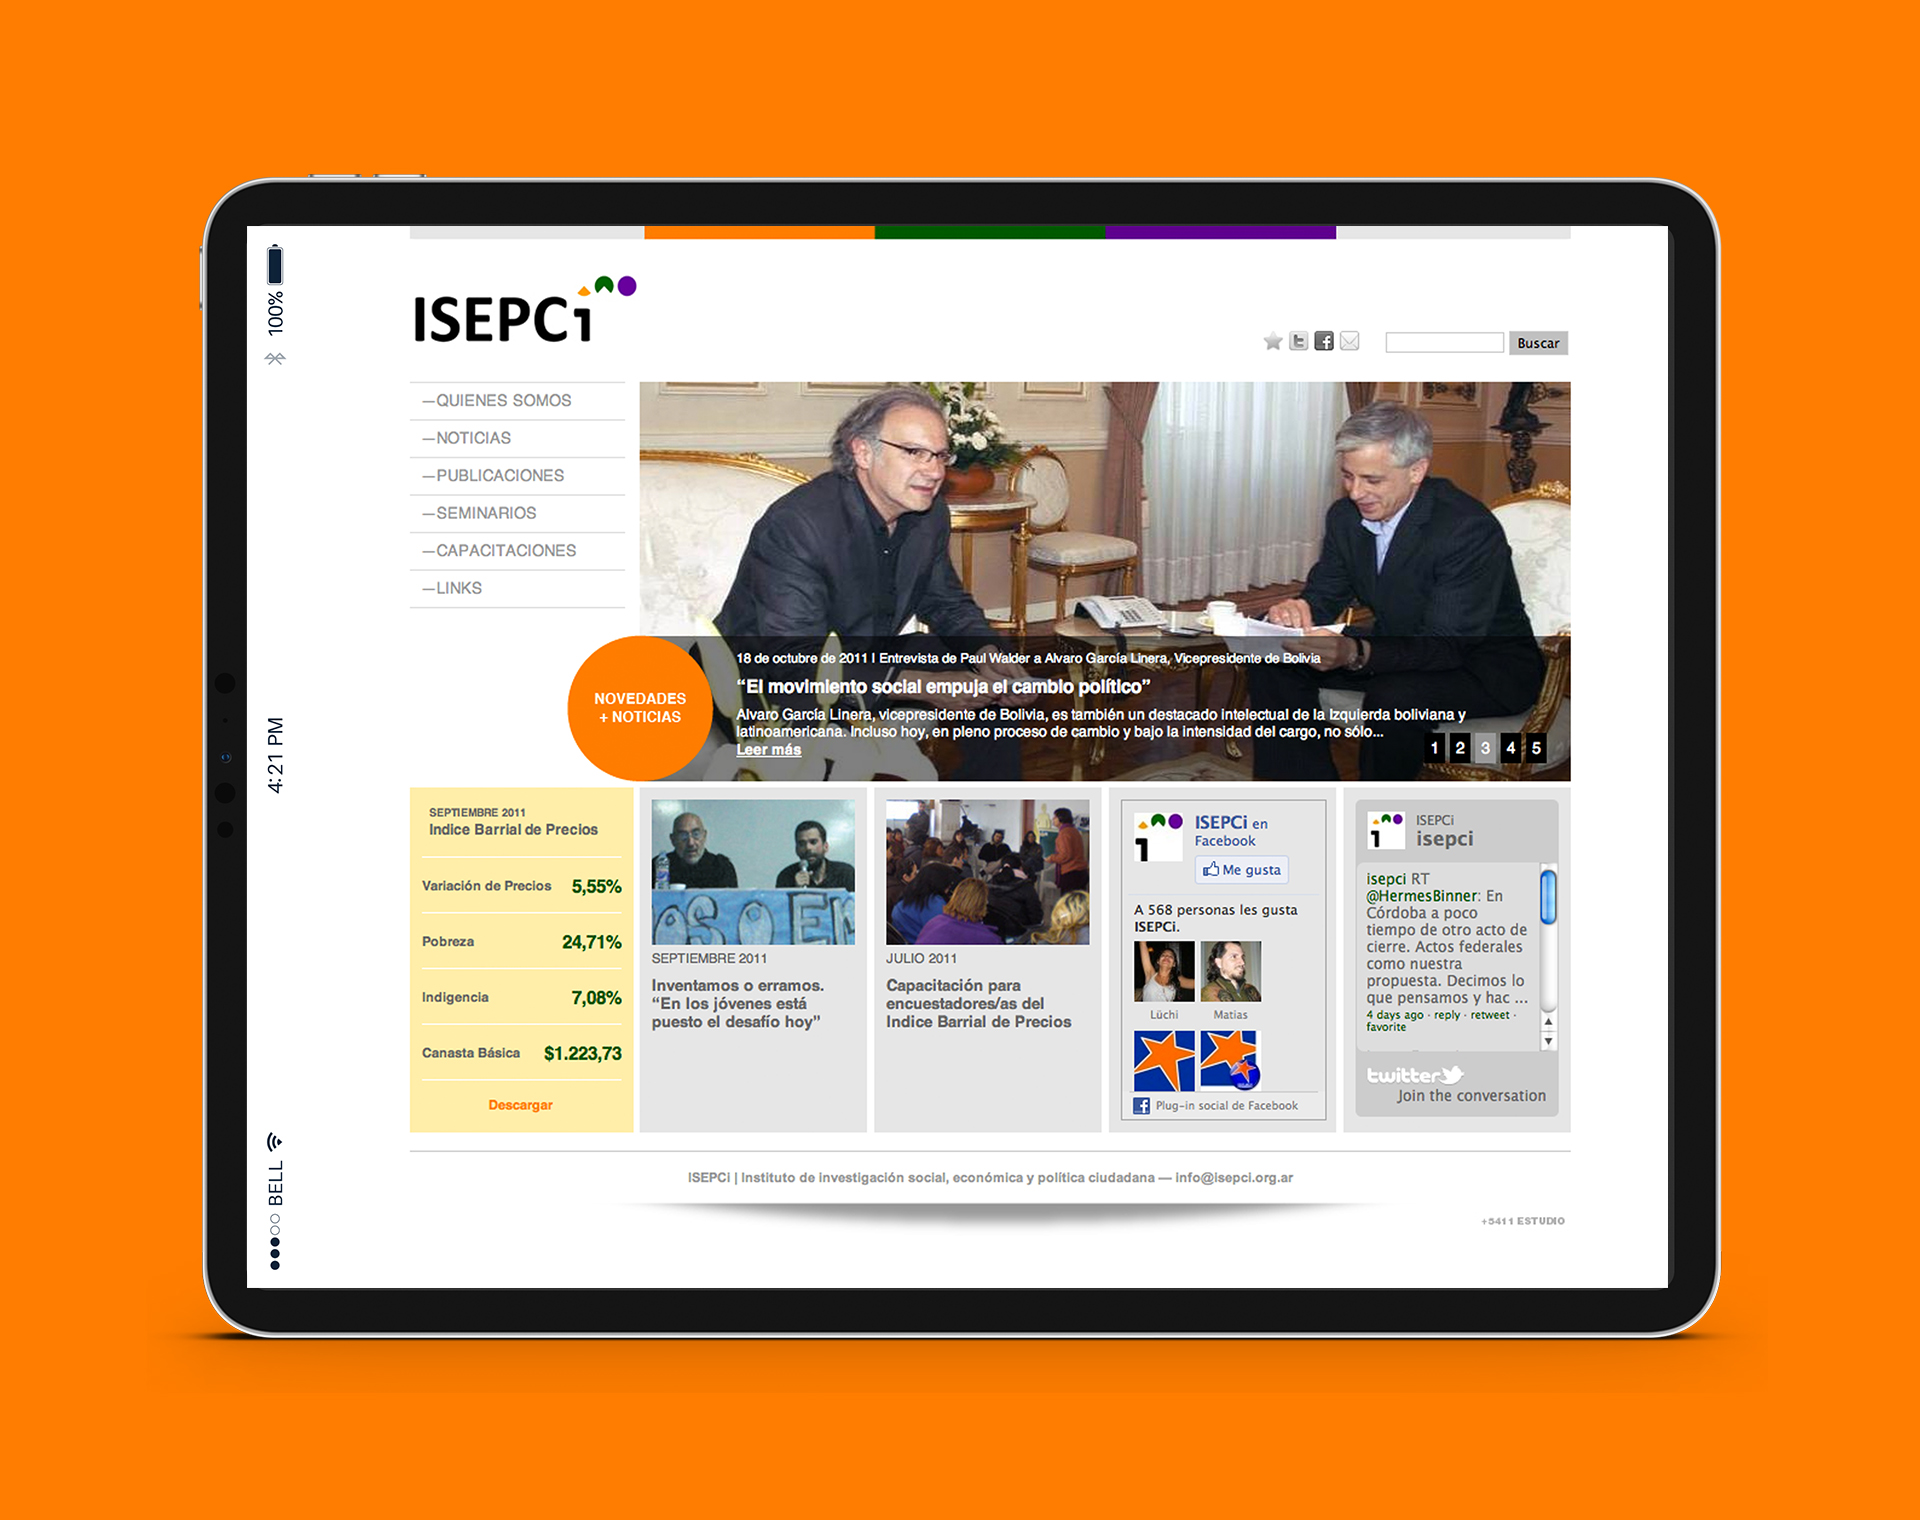 100%
4:21 PM
BELL
ISEPCi
Buscar
—QUIENES SOMOS
—NOTICIAS
—PUBLICACIONES
—SEMINARIOS
—CAPACITACIONES
—LINKS
NOVEDADES
+ NOTICIAS
18 de octubre de 2011 | Entrevista de Paul Walder a Alvaro García Linera, Vicepresidente de Bolivia
“El movimiento social empuja el cambio político”
Alvaro García Linera, vicepresidente de Bolivia, es también un destacado intelectual de la Izquierda boliviana y
latinoamericana. Incluso hoy, en pleno proceso de cambio y bajo la intensidad del cargo, no sólo...
Leer más
1 2 3 4 5
SEPTIEMBRE 2011
Indice Barrial de Precios
Variación de Precios 5,55%
Pobreza 24,71%
Indigencia 7,08%
Canasta Básica $1.223,73
Descargar
SEPTIEMBRE 2011
Inventamos o erramos.
“En los jóvenes está
puesto el desafío hoy”
JULIO 2011
Capacitación para
encuestadores/as del
Indice Barrial de Precios
ISEPCi en
Facebook
Me gusta
A 568 personas les gusta
ISEPCi.
Lüchi Matias
Plug-in social de Facebook
ISEPCi
isepci
isepci RT
@HermesBinner: En
Córdoba a poco
tiempo de otro acto de
cierre. Actos federales
como nuestra
propuesta. Decimos lo
que pensamos y hac ...
4 days ago · reply · retweet ·
favorite
twitter
Join the conversation
ISEPCi | Instituto de investigación social, económica y política ciudadana — info@isepci.org.ar
+5411 ESTUDIO